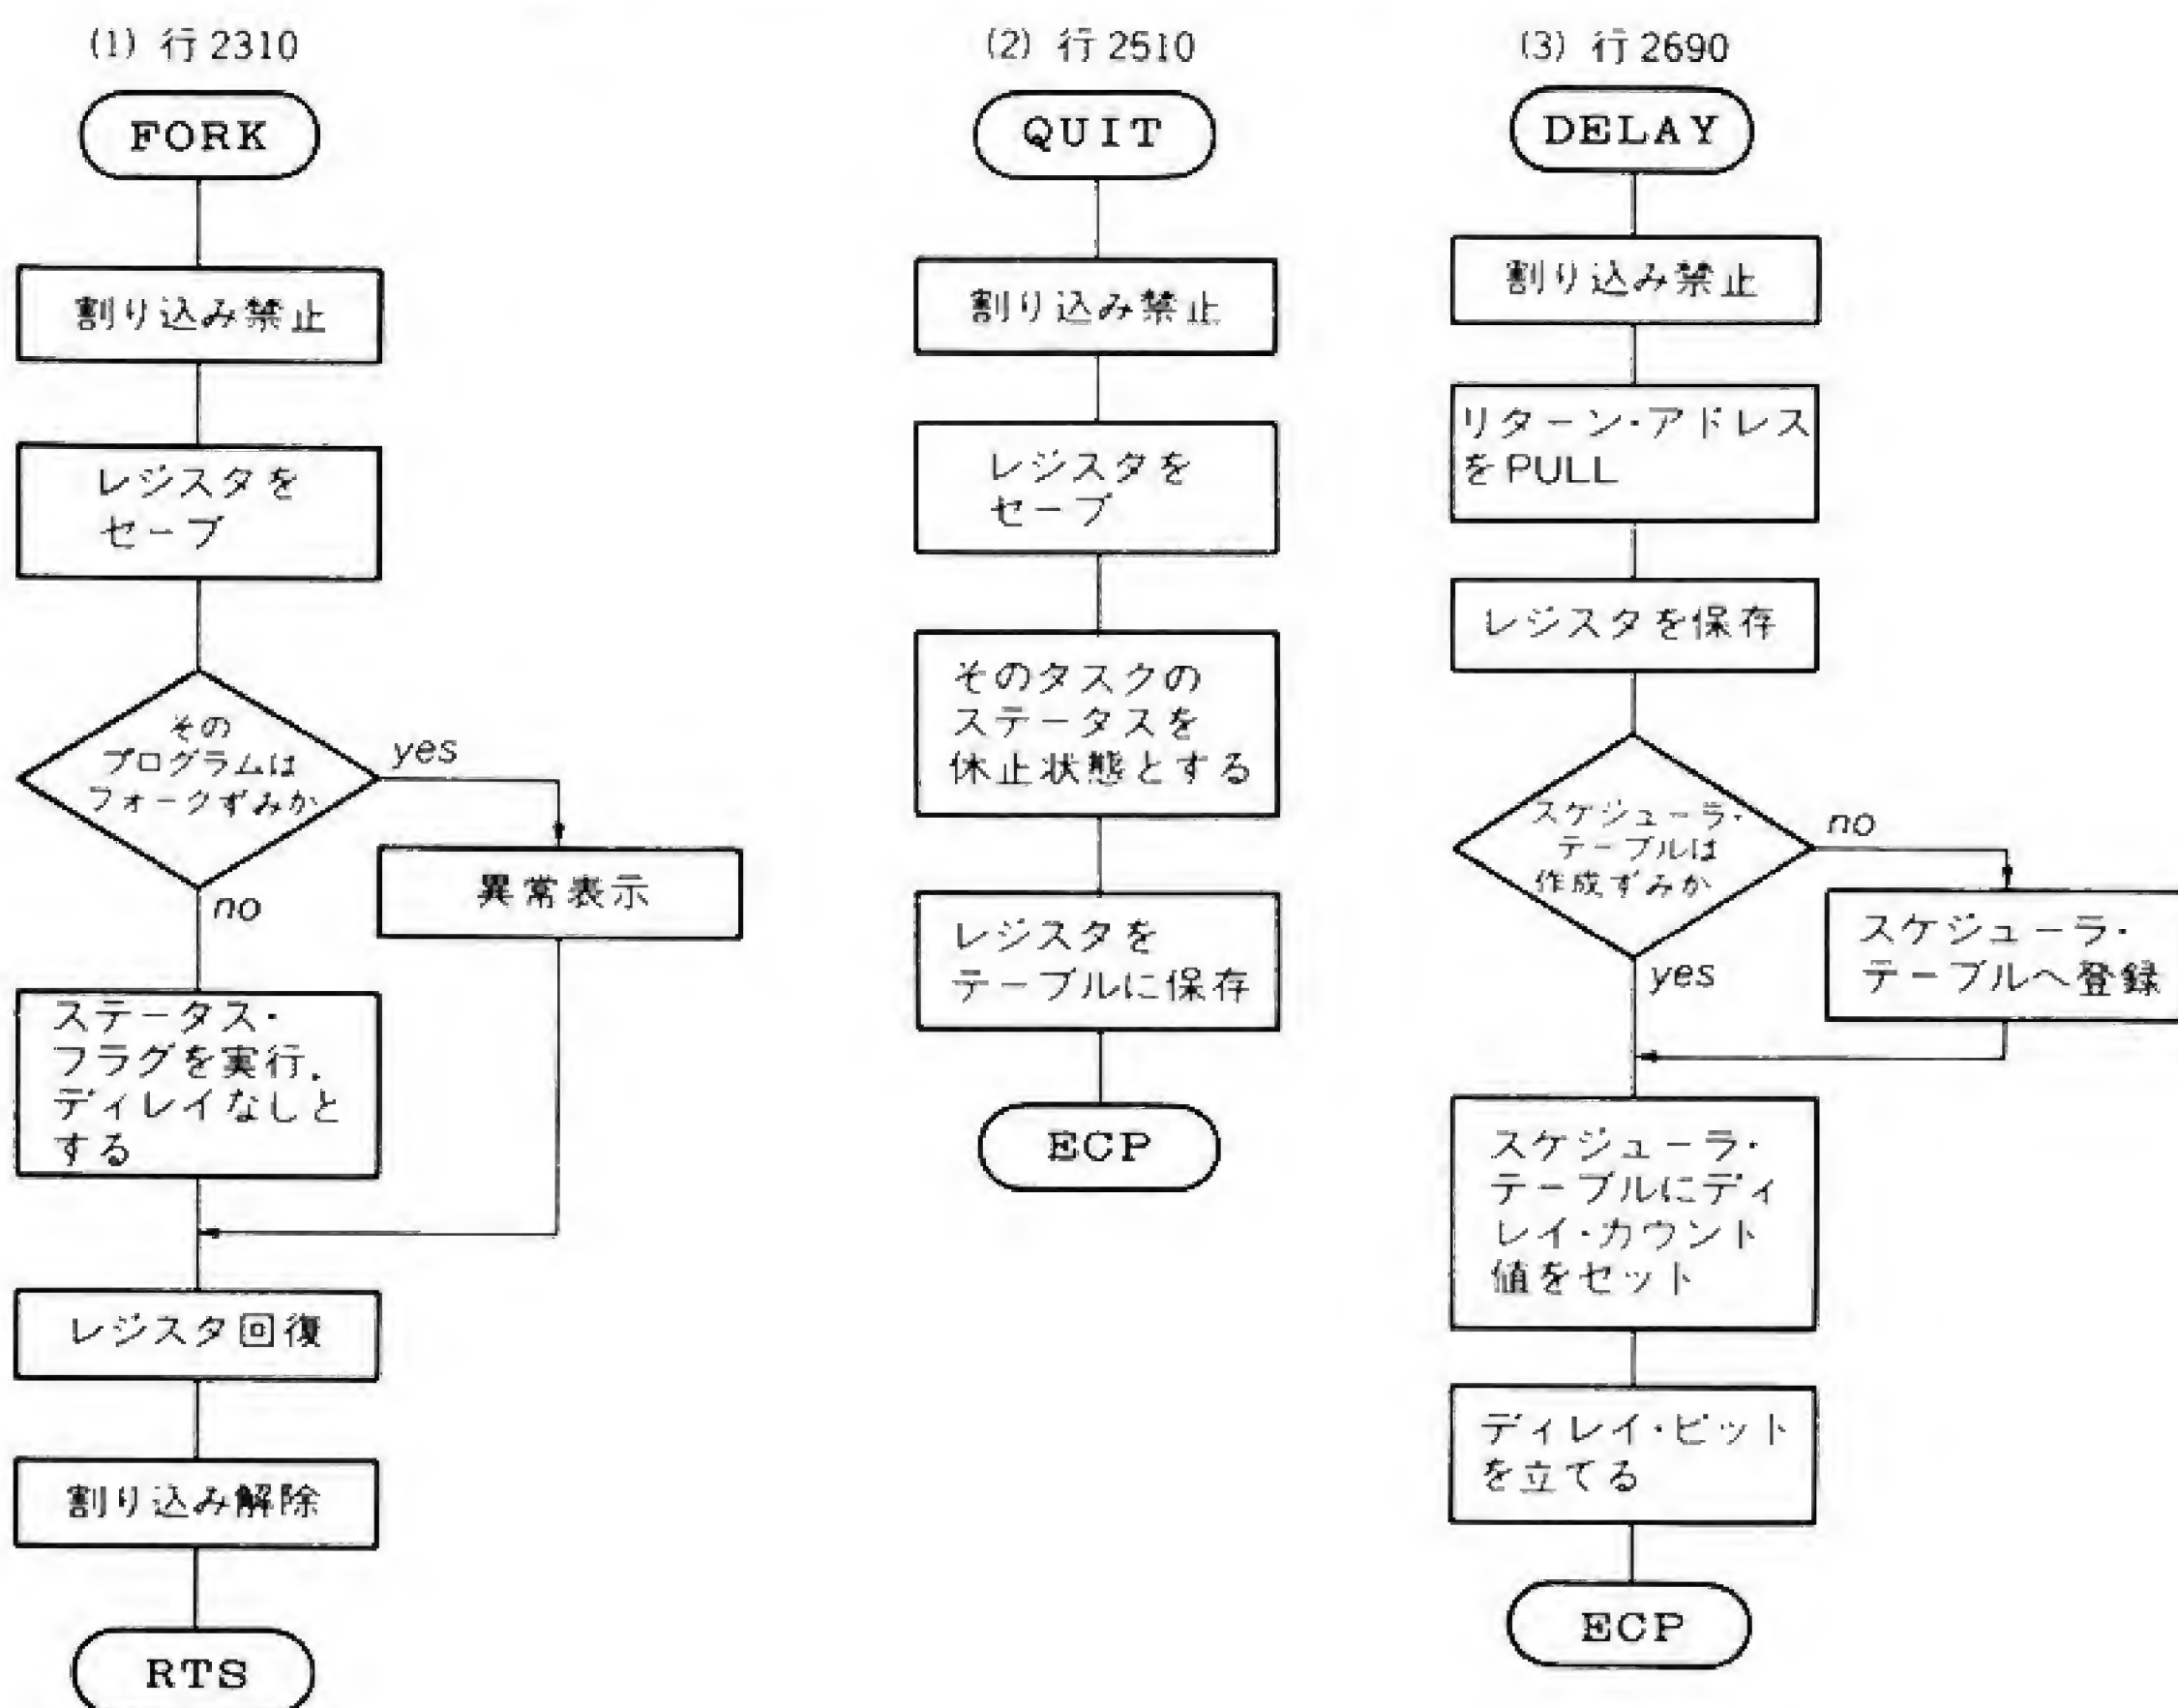 (1) 行2310
FORK
割り込み禁止
レジスタを
セーブ
その
プログラムは
フォークずみか
yes
異常表示
no
ステータス・
フラグを実行.
ディレイなしと
する
レジスタ回復
割り込み解除
RTS
(2) 行2510
QUIT
割り込み禁止
レジスタを
セーブ
そのタスクの
ステータスを
休止状態とする
レジスタを
テーブルに保存
ECP
(3) 行2690
DELAY
割り込み禁止
リターン・アドレス
をPULL
レジスタを保存
スケジューラ・
テーブルは
作成ずみか
no
スケジューラ・
テーブルへ登録
yes
スケジューラ・
テーブルにディ
レイ・カウント
値をセット
ディレイ・ビット
を立てる
ECP